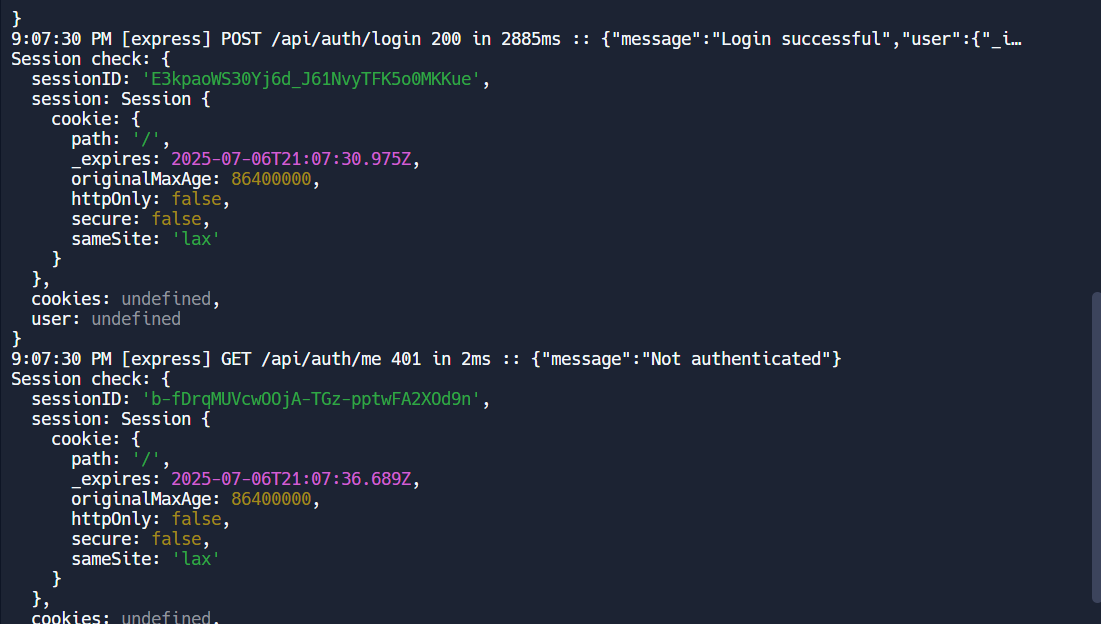 }
9:07:30 PM [express] POST /api/auth/login 200 in 2885ms :: {"message":"Login successful","user":{"_i…
Session check: {
  sessionID: 'E3kpaoWS30Yj6d_J61NvyTFK5o0MKKue',
  session: Session {
    cookie: {
      path: '/',
      _expires: 2025-07-06T21:07:30.975Z,
      originalMaxAge: 86400000,
      httpOnly: false,
      secure: false,
      sameSite: 'lax'
    }
  },
  cookies: undefined,
  user: undefined
}
9:07:30 PM [express] GET /api/auth/me 401 in 2ms :: {"message":"Not authenticated"}
Session check: {
  sessionID: 'b-fDrqMUVcwOOjA-TGz-pptwFA2XOd9n',
  session: Session {
    cookie: {
      path: '/',
      _expires: 2025-07-06T21:07:36.689Z,
      originalMaxAge: 86400000,
      httpOnly: false,
      secure: false,
      sameSite: 'lax'
    }
  },
  cookies: undefined,